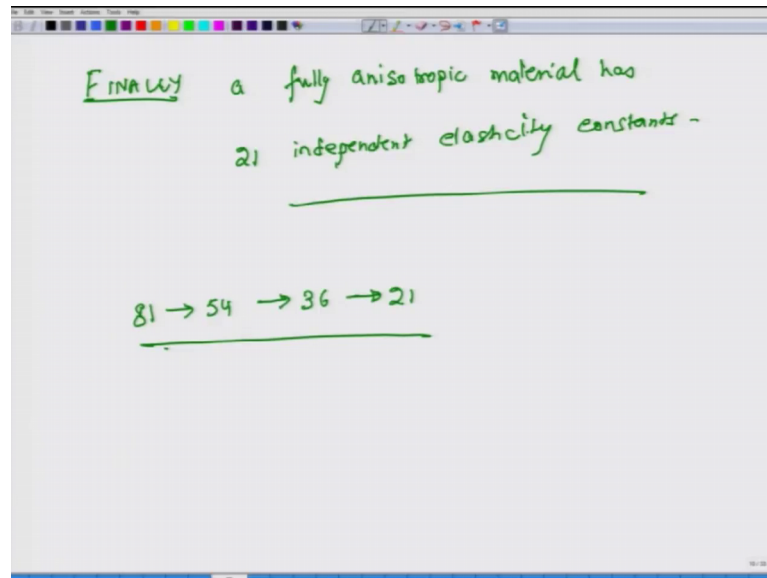 FINALLY a fully anisotropic material has
21 independent elasticity constants -
81 → 54 → 36 → 21